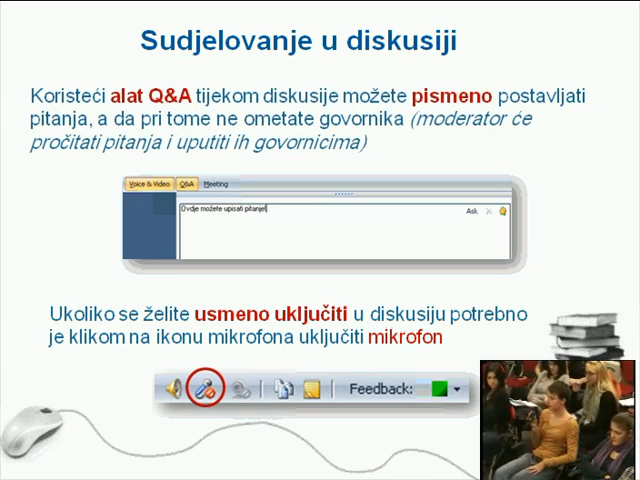 Sudjelovanje u diskusiji
Koristeći alat Q&A tijekom diskusije možete pismeno postavljati
pitanja, a da pri tome ne ometate govornika (moderator će
pročitati pitanja i uputiti ih govornicima)
Voice & Video Q&A Meeting
Ovdje možete upisati pitanje!
Ask
Ukoliko se želite usmeno uključiti u diskusiju potrebno
je klikom na ikonu mikrofona uključiti mikrofon
Feedback: